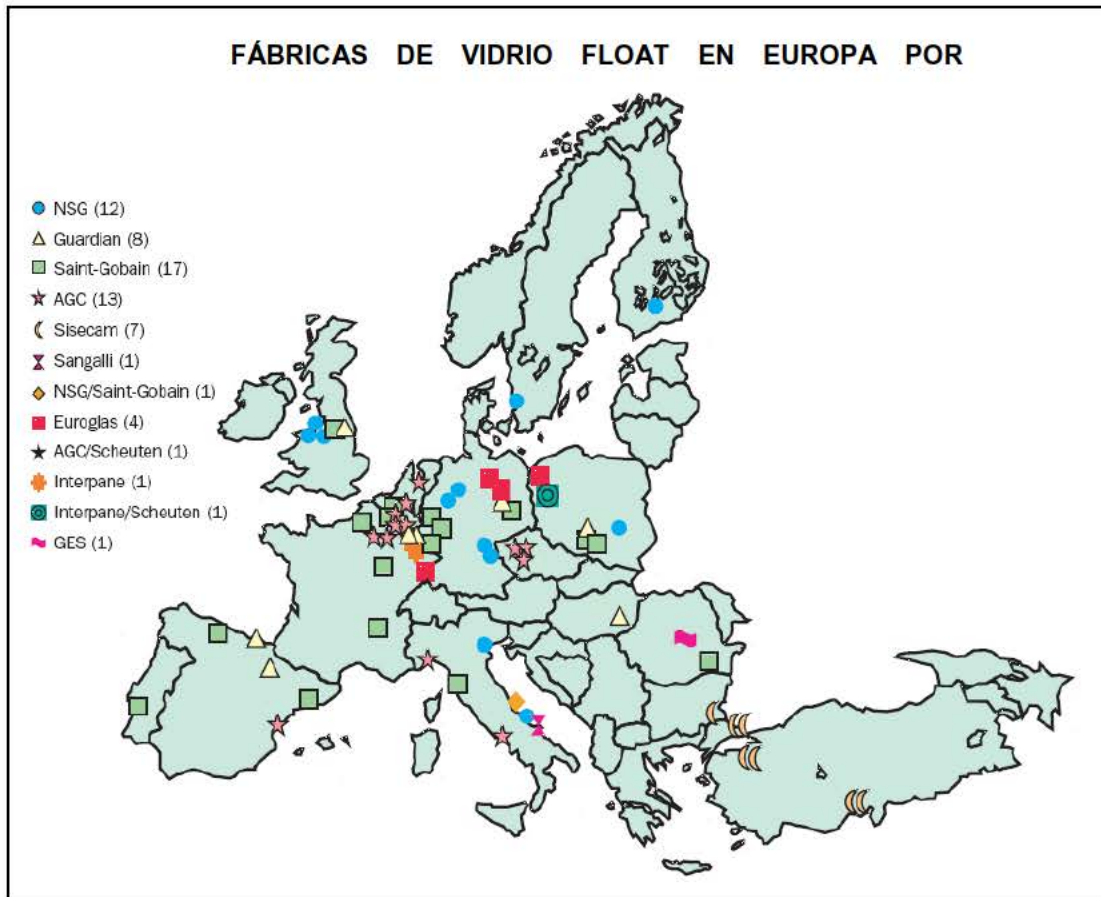 FÁBRICAS DE VIDRIO FLOAT EN EUROPA POR
NSG (12)
Guardian (8)
Saint-Gobain (17)
AGC (13)
Sisecam (7)
Sangalli (1)
NSG/Saint-Gobain (1)
Euroglas (4)
AGC/Scheuten (1)
Interpane (1)
Interpane/Scheuten (1)
GES (1)